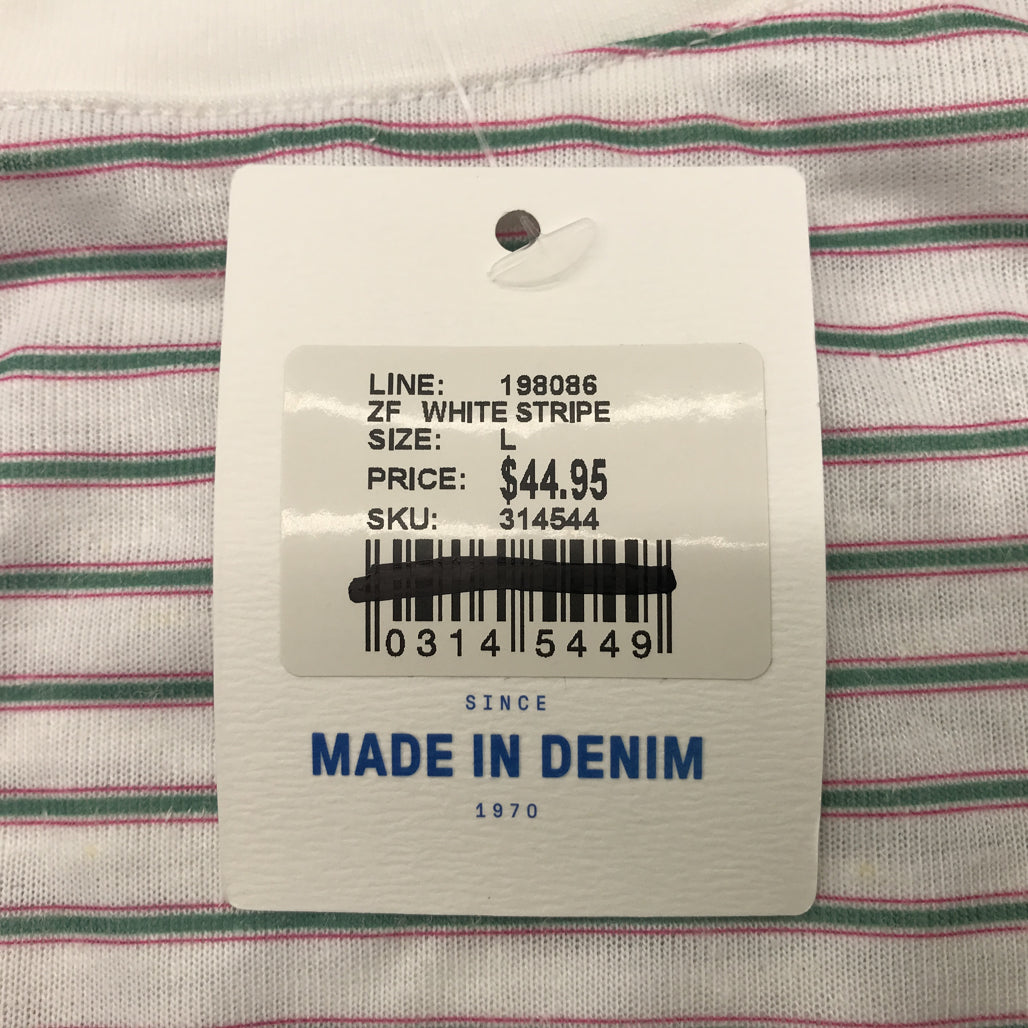 LINE: 198086
ZF WHITE STRIPE
SIZE: L
PRICE: $44.95
SKU: 314544
0314 5449
SINCE
MADE IN DENIM
1970